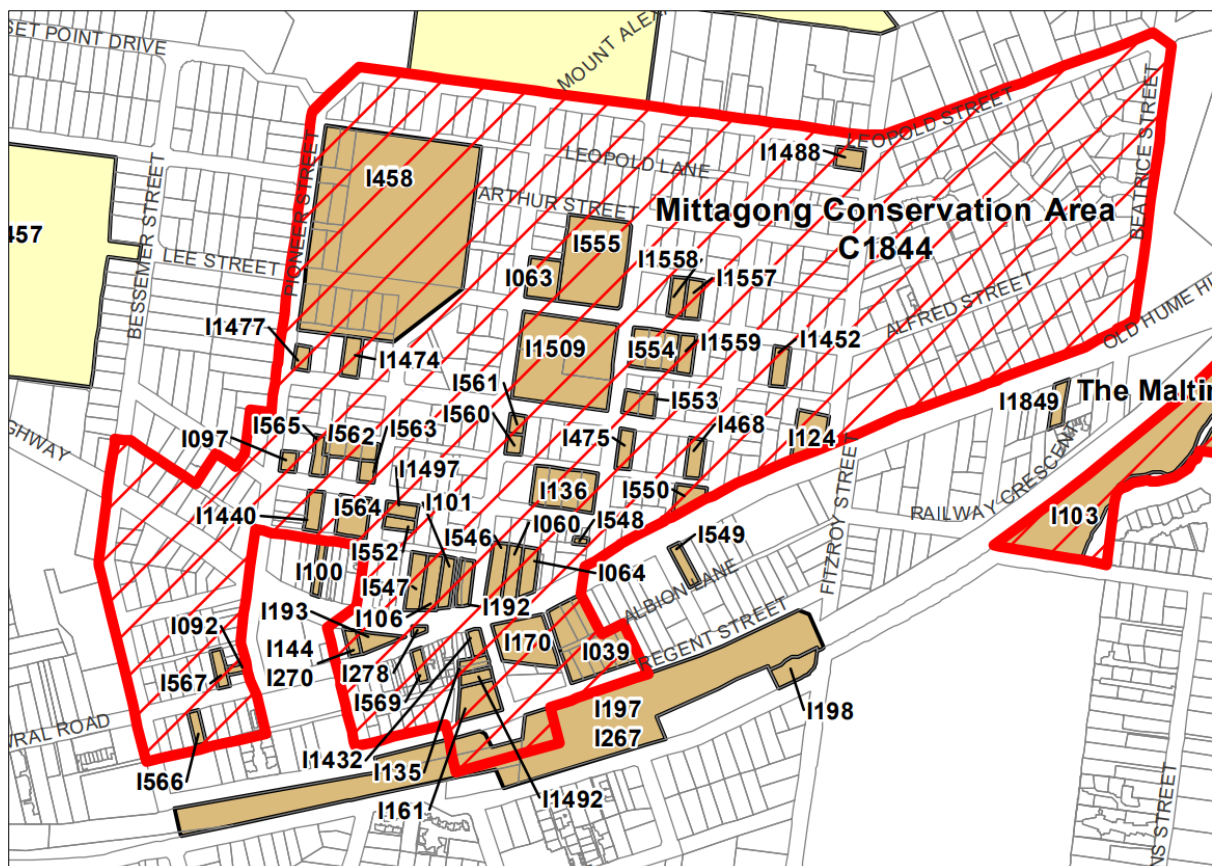 SET POINT DRIVE
MOUNT ALEX
LEOPOLD STREET
BEATRICE STREET
LEOPOLD LANE
I1488
PIONEER STREET
BESSEMER STREET
I458
ARTHUR STREET
Mittagong Conservation Area
C1844
457
LEE STREET
I555
I063
I1558
I1557
ALFRED STREET
OLD HUME HI
I1477
I1474
I1509
I554
I1559
I1452
The Maltin
I561
I560
I553
I1849
GHWAY
I097
I565
I562
I563
I475
I468
I124
I1497
I101
I136
I550
FITZROY STREET
RAILWAY CRESCENT
I103
I1440
I564
I552
I546
I060
I548
I549
I100
I547
I106
I192
I064
ALBION LANE
I193
I144
I270
I278
I170
I039
REGENT STREET
I092
I567
I569
I197
I267
I198
WRAL ROAD
I566
I1432
I135
I161
I1492
NS STREET